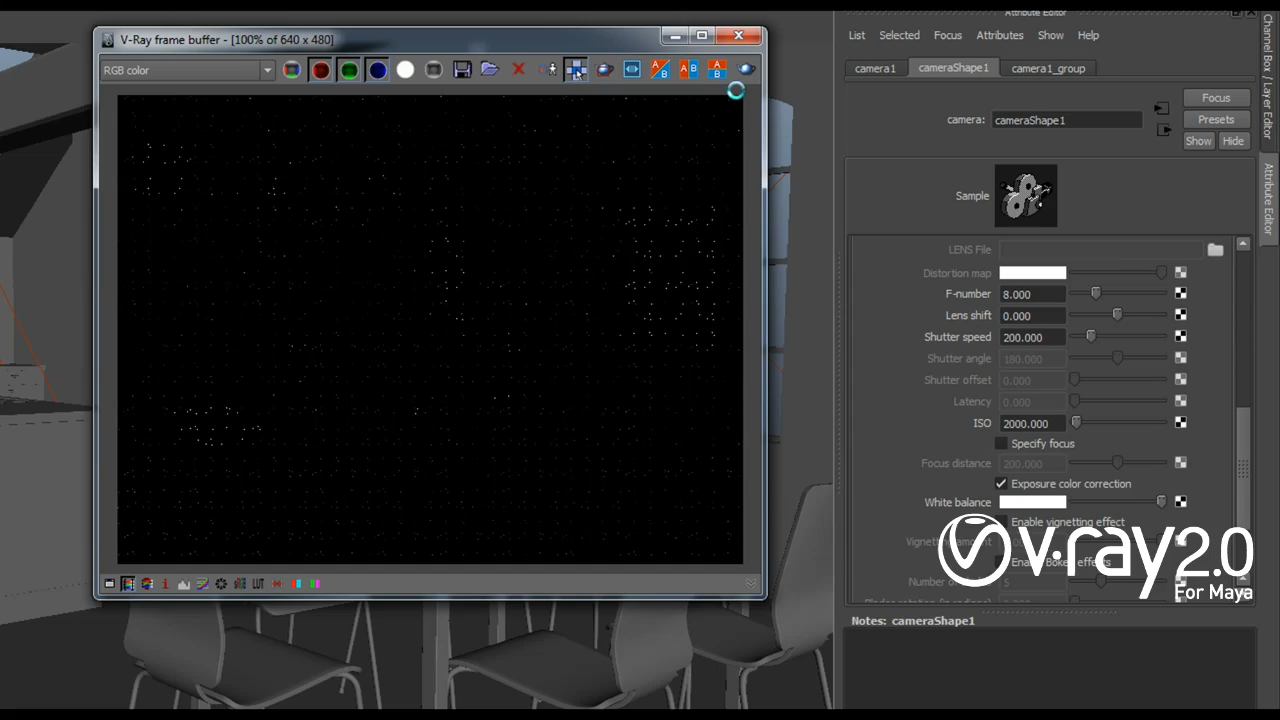 Attribute Editor
V-Ray frame buffer - [100% of 640 x 480]
RGB color
A
B
A B
A
B
LUT
List Selected Focus Attributes Show Help
camera1 cameraShape1 camera1_group
camera: cameraShape1
Focus
Presets
Show Hide
Sample
LENS File
Distortion map
F-number 8.000
Lens shift 0.000
Shutter speed 200.000
Shutter angle 180.000
Shutter offset 0.000
Latency 0.000
ISO 2000.000
Specify focus
Focus distance 200.000
Exposure color correction
White balance
Enable vignetting effect
Vignetting amount
v·ray2.0
For Maya
Notes: cameraShape1
Channel Box / Layer Editor
Attribute Editor